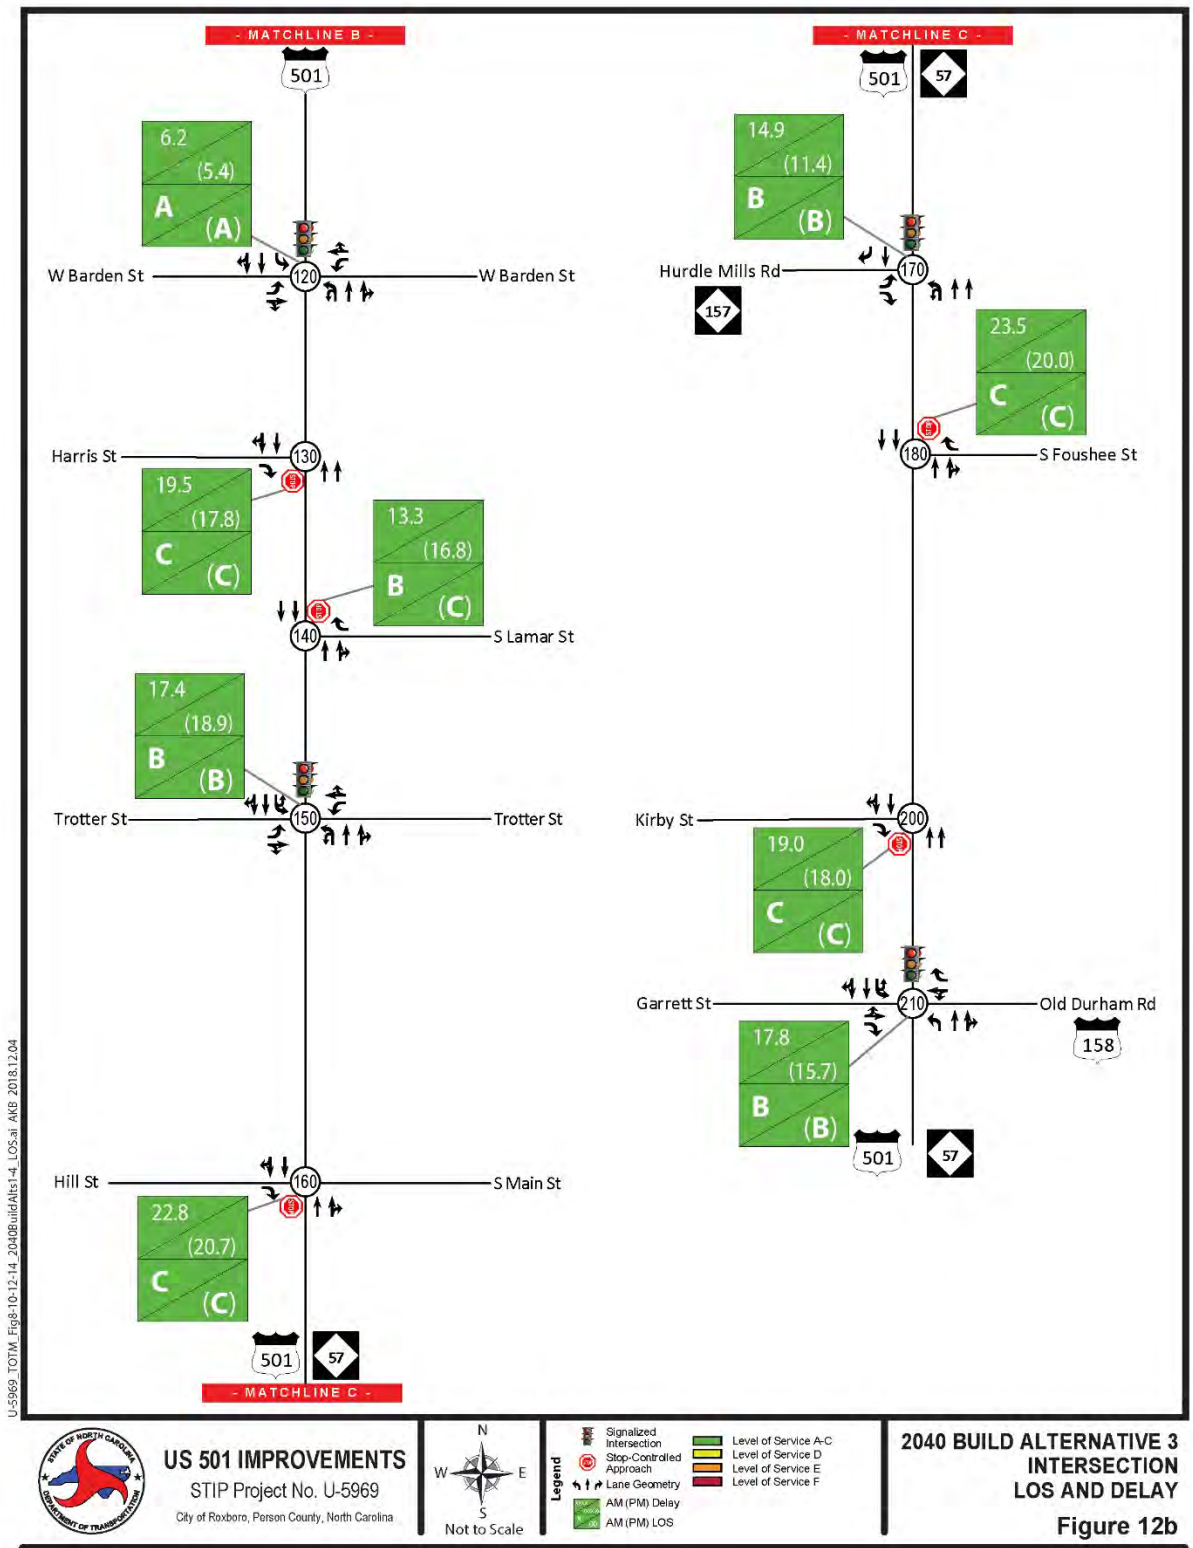 - MATCHLINE B -
501
6.2
(5.4)
A
(A)
W Barden St
120
W Barden St
Harris St
130
19.5
(17.8)
C
(C)
13.3
(16.8)
B
(C)
140
S Lamar St
17.4
(18.9)
B
(B)
Trotter St
150
Trotter St
Hill St
160
S Main St
22.8
(20.7)
C
(C)
501
57
- MATCHLINE C -
- MATCHLINE C -
501
57
14.9
(11.4)
B
(B)
Hurdle Mills Rd
170
157
23.5
(20.0)
C
(C)
180
S Foushee St
Kirby St
200
19.0
(18.0)
C
(C)
Garrett St
210
Old Durham Rd
158
17.8
(15.7)
B
(B)
501
57
U-5969_TOTM_Fig8-10-12-14_2040BuildAlts1-4_LOS.ai AKB 2018.12.04
STATE OF NORTH CAROLINA
DEPARTMENT OF TRANSPORTATION
US 501 IMPROVEMENTS
STIP Project No. U-5969
City of Roxboro, Person County, North Carolina
N
W
E
S
Not to Scale
Legend
Signalized
Intersection
Stop-Controlled
Approach
Lane Geometry
AM (PM) Delay
AM (PM) LOS
Level of Service A-C
Level of Service D
Level of Service E
Level of Service F
2040 BUILD ALTERNATIVE 3
INTERSECTION
LOS AND DELAY
Figure 12b